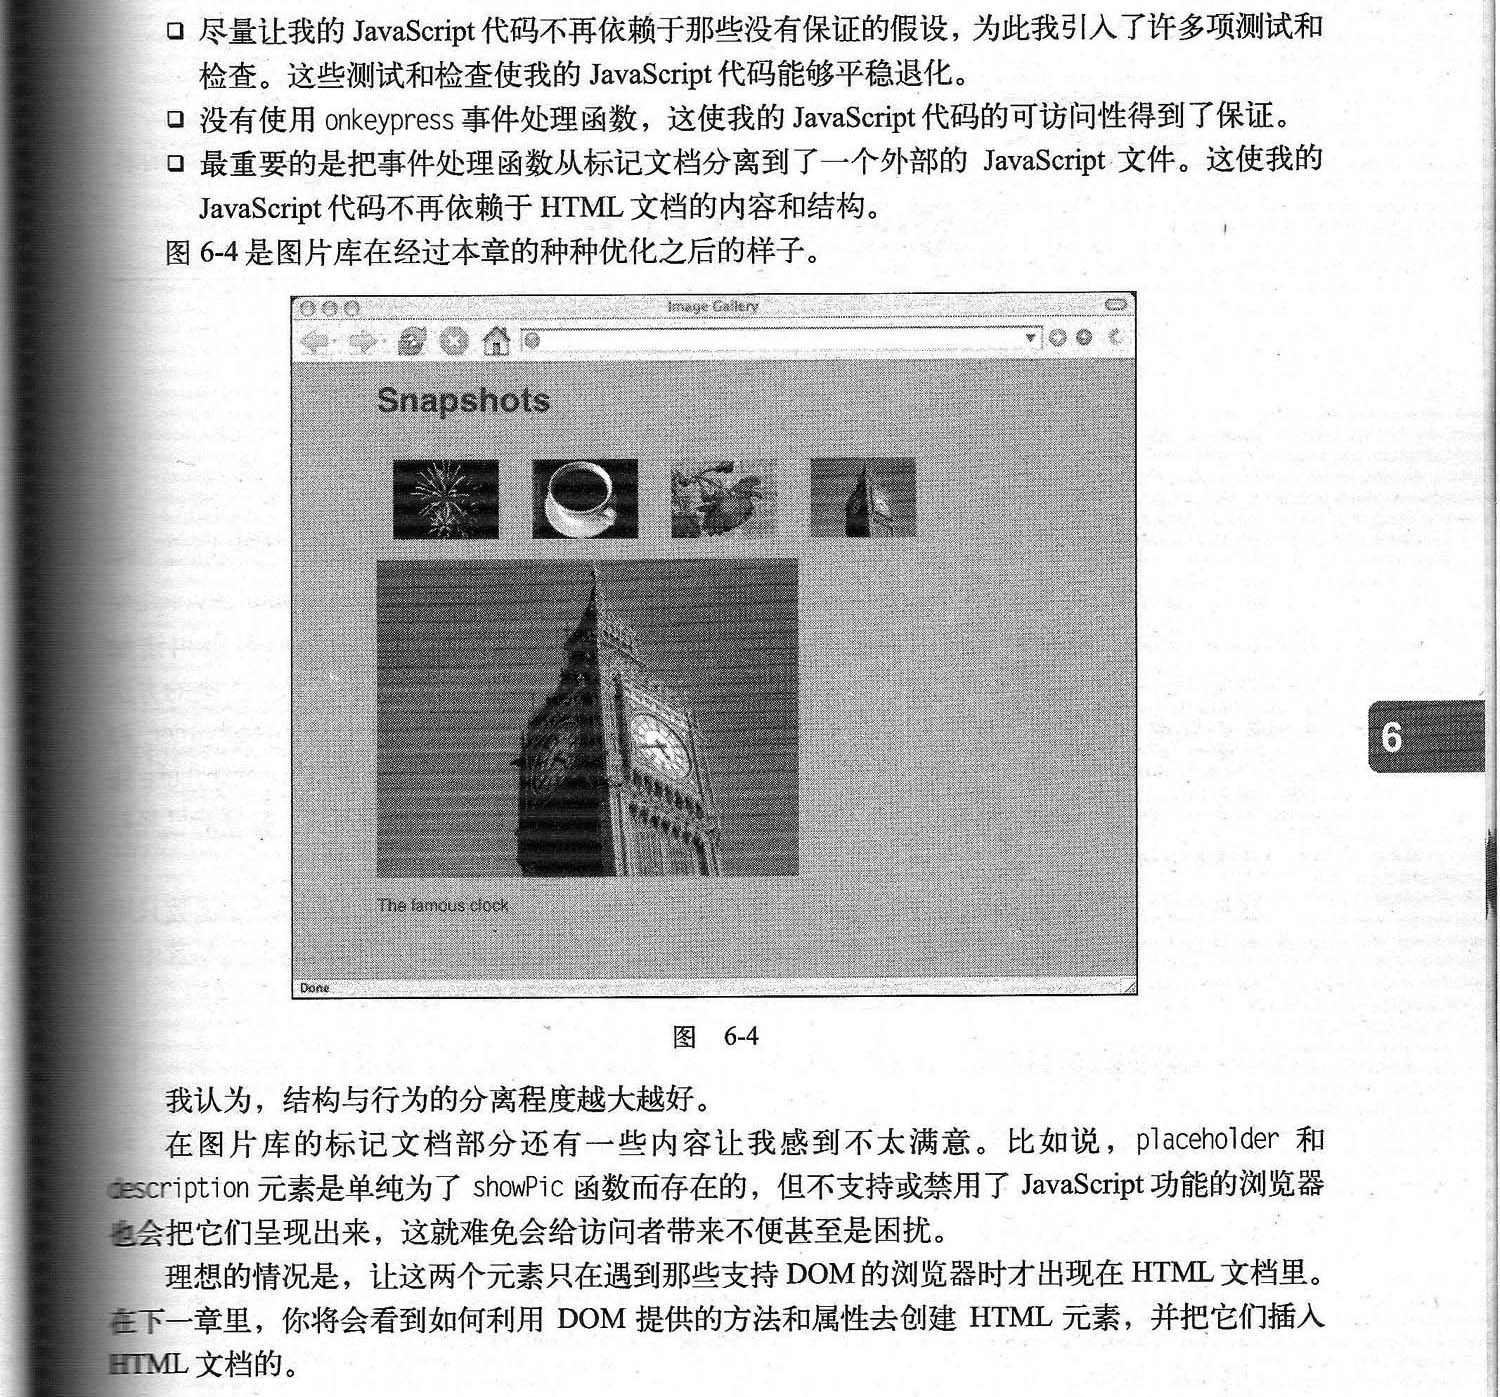 ❑ 尽量让我的 JavaScript 代码不再依赖于那些没有保证的假设，为此我引入了许多项测试和
检查。这些测试和检查使我的 JavaScript 代码能够平稳退化。
❑ 没有使用 onkeypress 事件处理函数，这使我的 JavaScript 代码的可访问性得到了保证。
❑ 最重要的是把事件处理函数从标记文档分离到了一个外部的 JavaScript 文件。这使我的
JavaScript 代码不再依赖于 HTML 文档的内容和结构。
图 6-4 是图片库在经过本章的种种优化之后的样子。
Image Gallery
Snapshots
The famous clock
Done
6
图 6-4
我认为，结构与行为的分离程度越大越好。
在图片库的标记文档部分还有一些内容让我感到不太满意。比如说，placeholder 和
description 元素是单纯为了 showPic 函数而存在的，但不支持或禁用了 JavaScript 功能的浏览器
也会把它们呈现出来，这就难免会给访问者带来不便甚至是困扰。
理想的情况是，让这两个元素只在遇到那些支持 DOM 的浏览器时才出现在 HTML 文档里。
在下一章里，你将会看到如何利用 DOM 提供的方法和属性去创建 HTML 元素，并把它们插入
HTML 文档的。